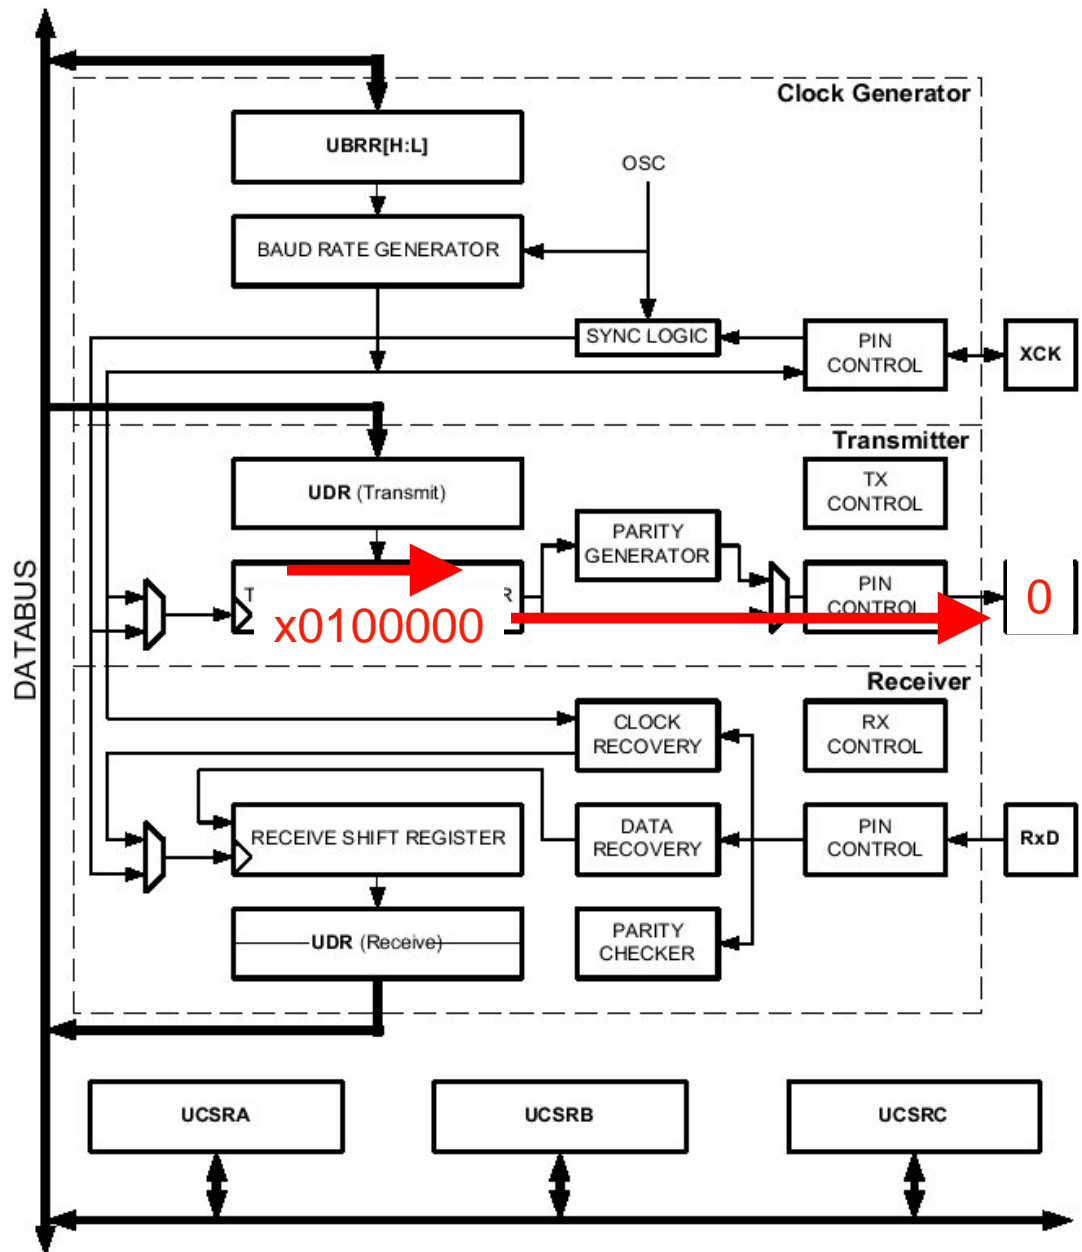 Clock Generator
UBRR[H:L]
OSC
BAUD RATE GENERATOR
SYNC LOGIC
PIN
CONTROL
XCK
Transmitter
UDR (Transmit)
TX
CONTROL
PARITY
GENERATOR
T
R
x0100000
PIN
CONTROL
0
DATABUS
Receiver
CLOCK
RECOVERY
RX
CONTROL
RECEIVE SHIFT REGISTER
DATA
RECOVERY
PIN
CONTROL
RxD
UDR (Receive)
PARITY
CHECKER
UCSRA
UCSRB
UCSRC